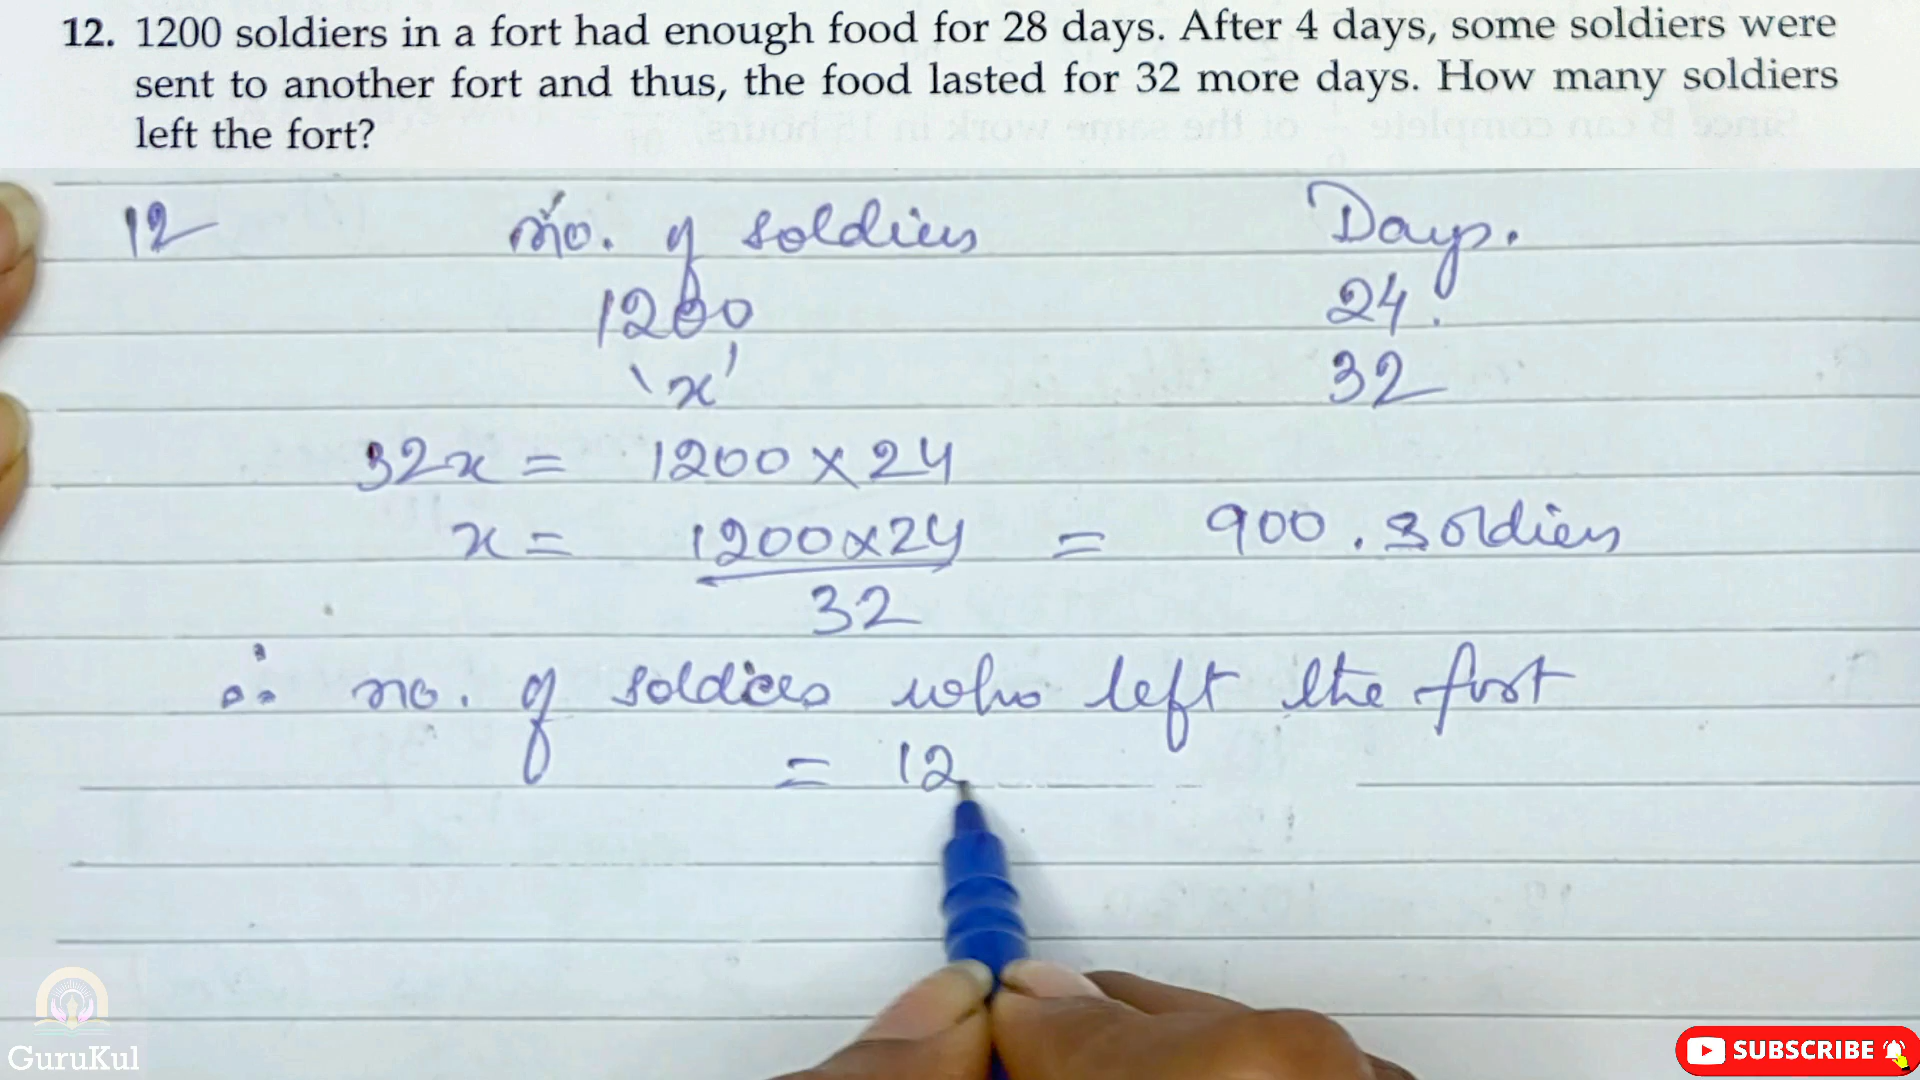 12. 1200 soldiers in a fort had enough food for 28 days. After 4 days, some soldiers were
sent to another fort and thus, the food lasted for 32 more days. How many soldiers
left the fort?
12 No. of soldiers Days.
1200 24.
'x' 32
32x = 1200 × 24
x = 1200×24 = 900. soldiers
32
∴ no. of soldiers who left the fort
= 12
GuruKul
SUBSCRIBE